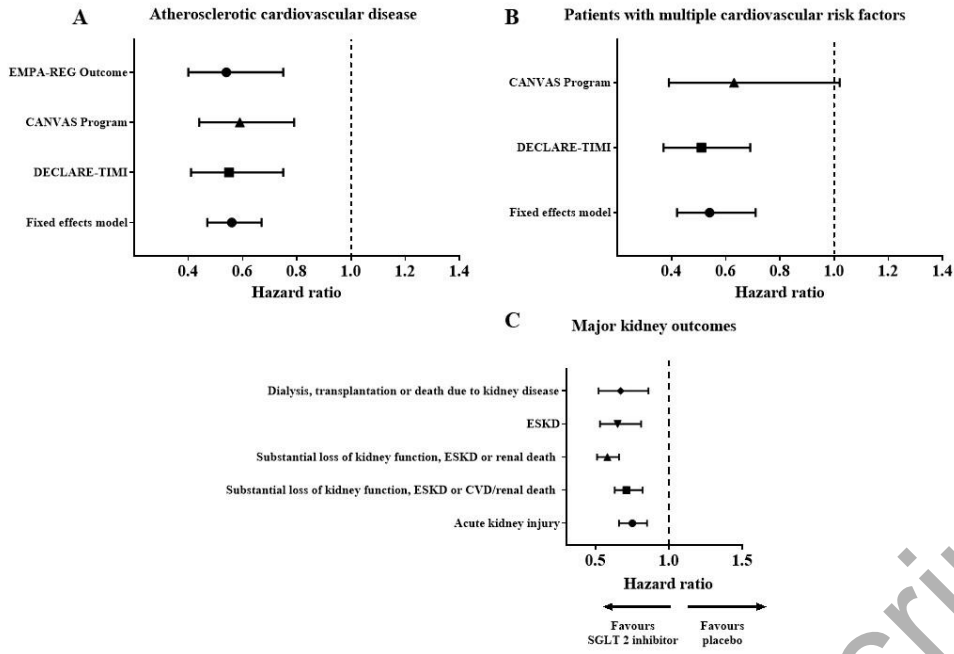 A
Atherosclerotic cardiovascular disease
EMPA-REG Outcome
CANVAS Program
DECLARE-TIMI
Fixed effects model
0.4 0.6 0.8 1.0 1.2 1.4
Hazard ratio
B
Patients with multiple cardiovascular risk factors
CANVAS Program
DECLARE-TIMI
Fixed effects model
0.4 0.6 0.8 1.0 1.2 1.4
Hazard ratio
C
Major kidney outcomes
Dialysis, transplantation or death due to kidney disease
ESKD
Substantial loss of kidney function, ESKD or renal death
Substantial loss of kidney function, ESKD or CVD/renal death
Acute kidney injury
0.5 1.0 1.5
Hazard ratio
Favours
SGLT 2 inhibitor
Favours
placebo